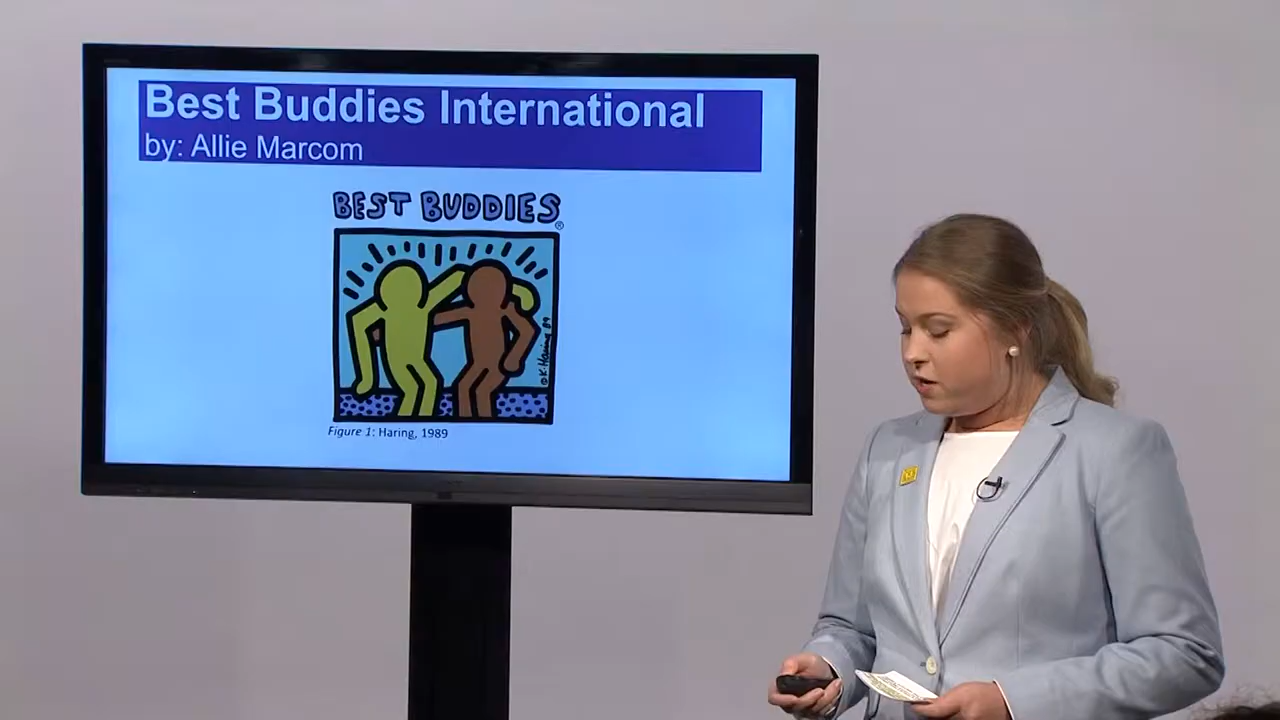 Best Buddies International
by: Allie Marcom
BEST BUDDIES®
© K. Haring 89
Figure 1: Haring, 1989